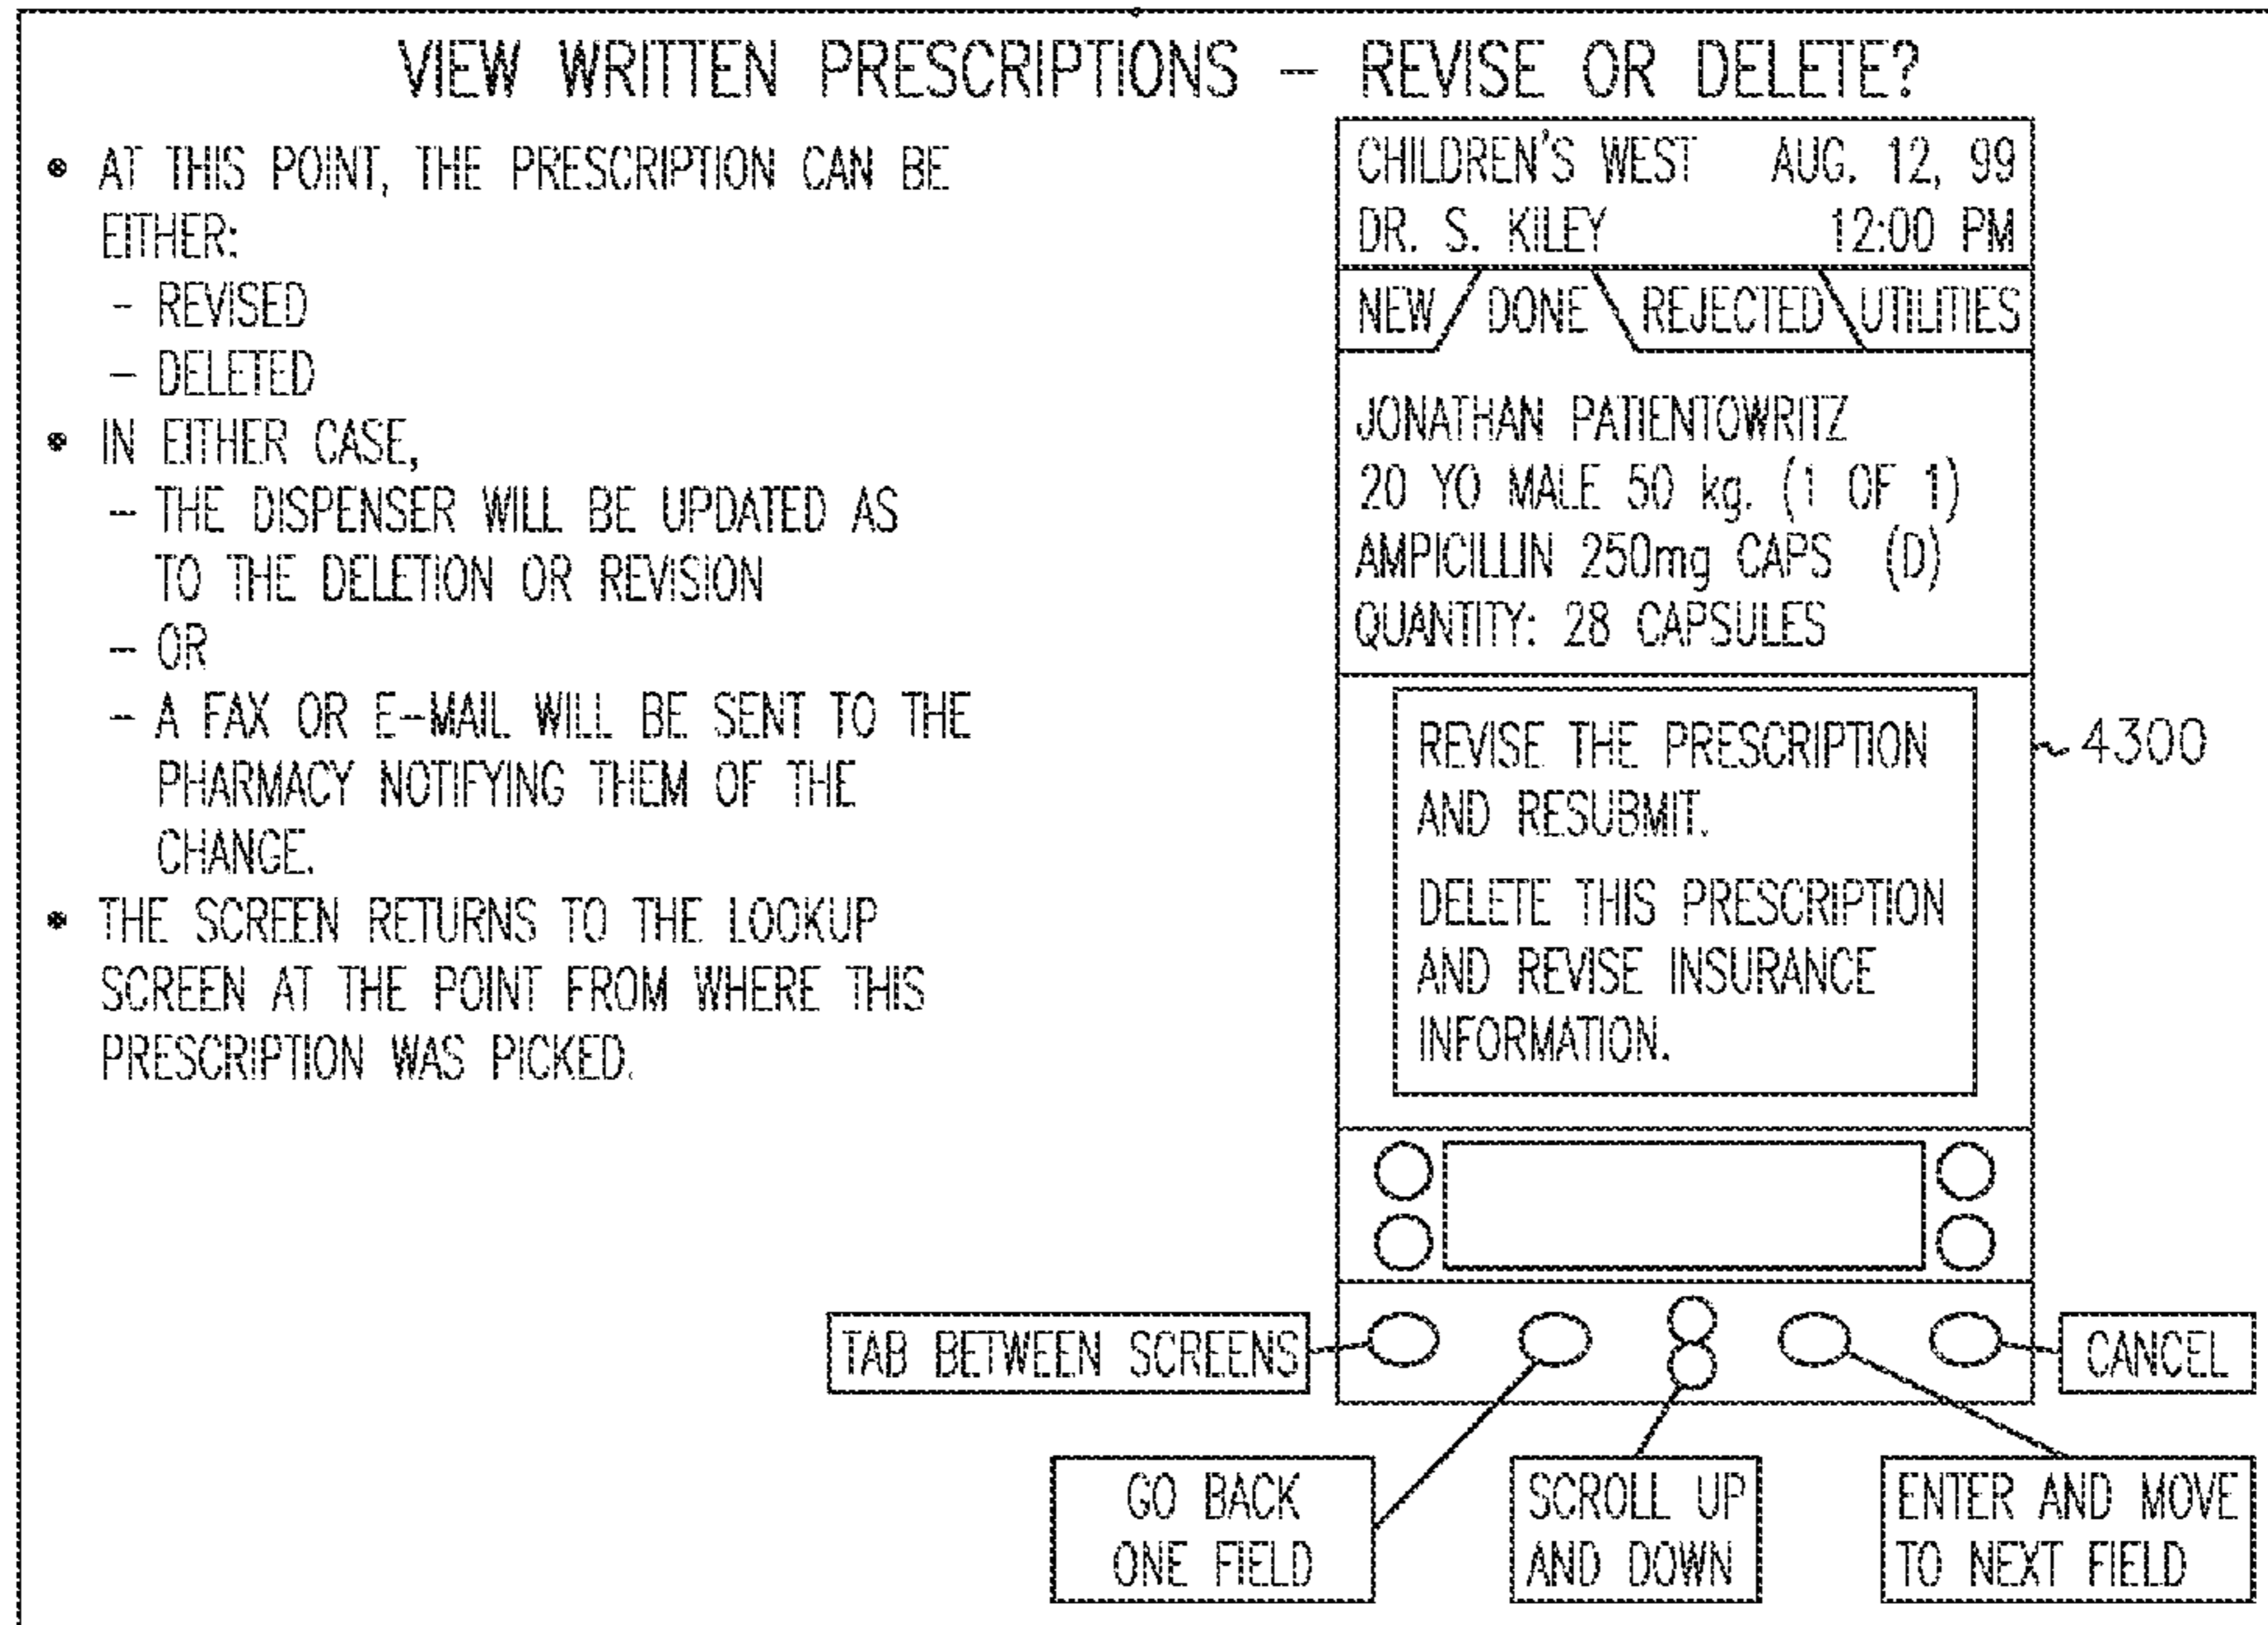 VIEW WRITTEN PRESCRIPTIONS – REVISE OR DELETE?
• AT THIS POINT, THE PRESCRIPTION CAN BE
EITHER:
– REVISED
– DELETED
• IN EITHER CASE,
– THE DISPENSER WILL BE UPDATED AS
TO THE DELETION OR REVISION
– OR
– A FAX OR E–MAIL WILL BE SENT TO THE
PHARMACY NOTIFYING THEM OF THE
CHANGE.
• THE SCREEN RETURNS TO THE LOOKUP
SCREEN AT THE POINT FROM WHERE THIS
PRESCRIPTION WAS PICKED.
CHILDREN'S WEST AUG. 12, 99
DR. S. KILEY 12:00 PM
NEW DONE REJECTED UTILITIES
JONATHAN PATIENTOWRITZ
20 YO MALE 50 kg. (1 OF 1)
AMPICILLIN 250mg CAPS (D)
QUANTITY: 28 CAPSULES
REVISE THE PRESCRIPTION
AND RESUBMIT.
DELETE THIS PRESCRIPTION
AND REVISE INSURANCE
INFORMATION.
4300
TAB BETWEEN SCREENS
CANCEL
GO BACK
ONE FIELD
SCROLL UP
AND DOWN
ENTER AND MOVE
TO NEXT FIELD